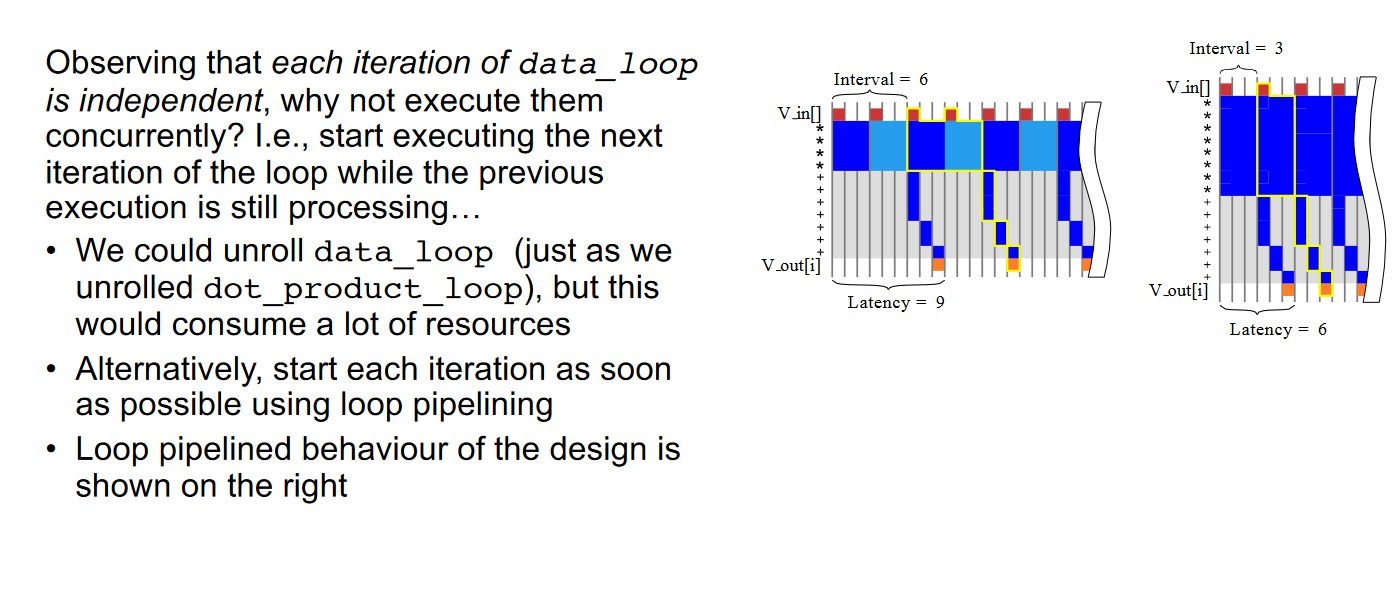 Observing that each iteration of data_loop
is independent, why not execute them
concurrently? I.e., start executing the next
iteration of the loop while the previous
execution is still processing…
• We could unroll data_loop (just as we
unrolled dot_product_loop), but this
would consume a lot of resources
• Alternatively, start each iteration as soon
as possible using loop pipelining
• Loop pipelined behaviour of the design is
shown on the right
Interval = 6
V_in[]
*
*
*
*
+
+
+
+
+
+
+
V_out[i]
Latency = 9
Interval = 3
V_in[]
*
*
*
*
*
*
*
*
+
+
+
+
+
+
+
V_out[i]
Latency = 6